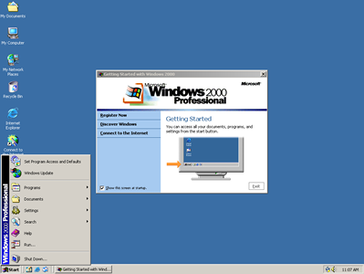 My Documents
My Computer
My Network
Places
Recycle Bin
Internet
Explorer
Connect to
Getting Started with Windows 2000
Microsoft
Windows 2000
Professional
Microsoft
Register Now
Discover Windows
Connect to the Internet
Getting Started
You can access all your documents, programs, and
settings from the start button.
Show this screen at startup.
Exit
Windows 2000 Professional
Set Program Access and Defaults
Windows Update
Programs
Documents
Settings
Search
Help
Run...
Shut Down...
Start
Getting Started with Wind...
11:07 AM